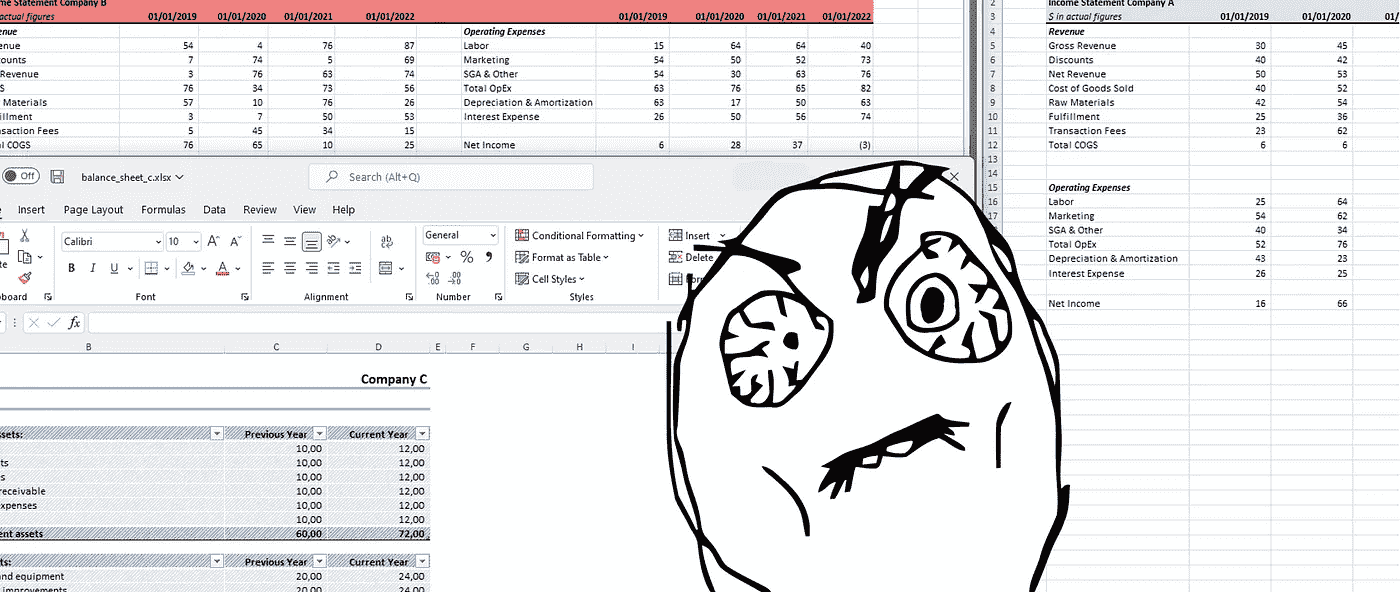 me Statement Company B
actual figures 01/01/2019 01/01/2020 01/01/2021 01/01/2022 01/01/2019 01/01/2020 01/01/2021 01/01/2022
enue Operating Expenses
enue 54 4 76 87 Labor 15 64 64 40
ounts 7 74 5 69 Marketing 54 50 52 73
Revenue 3 76 63 74 SGA & Other 54 30 63 76
S 76 34 73 56 Total OpEx 63 76 65 82
Materials 57 10 76 26 Depreciation & Amortization 63 17 50 63
illment 3 7 50 53 Interest Expense 26 50 56 74
nsaction Fees 5 45 34 15
l COGS 76 65 10 25 Net Income 6 28 37 (3)
2 Income Statement Company A
3 $ in actual figures 01/01/2019 01/01/2020 01/
4 Revenue
5 Gross Revenue 30 45
6 Discounts 40 42
7 Net Revenue 50 53
8 Cost of Goods Sold 40 52
9 Raw Materials 42 54
10 Fulfillment 25 36
11 Transaction Fees 23 62
12 Total COGS 6 6
13
14
15 Operating Expenses
16 Labor 25 64
17 Marketing 54 62
SGA & Other 40 34
Total OpEx 52 76
Depreciation & Amortization 43 23
Interest Expense 26 25
Net Income 16 66
Off balance_sheet_c.xlsx Search (Alt+Q)
Insert Page Layout Formulas Data Review View Help
Calibri 10 General Conditional Formatting Insert
B I U Format as Table Delete
Cell Styles
board Font Alignment Number Styles
fx
B C D E F G H I
Company C
ssets: Previous Year Current Year
10,00 12,00
ts 10,00 12,00
s 10,00 12,00
receivable 10,00 12,00
expenses 10,00 12,00
10,00 12,00
ent assets 60,00 72,00
ts: Previous Year Current Year
and equipment 20,00 24,00
improvements 20,00 24,00